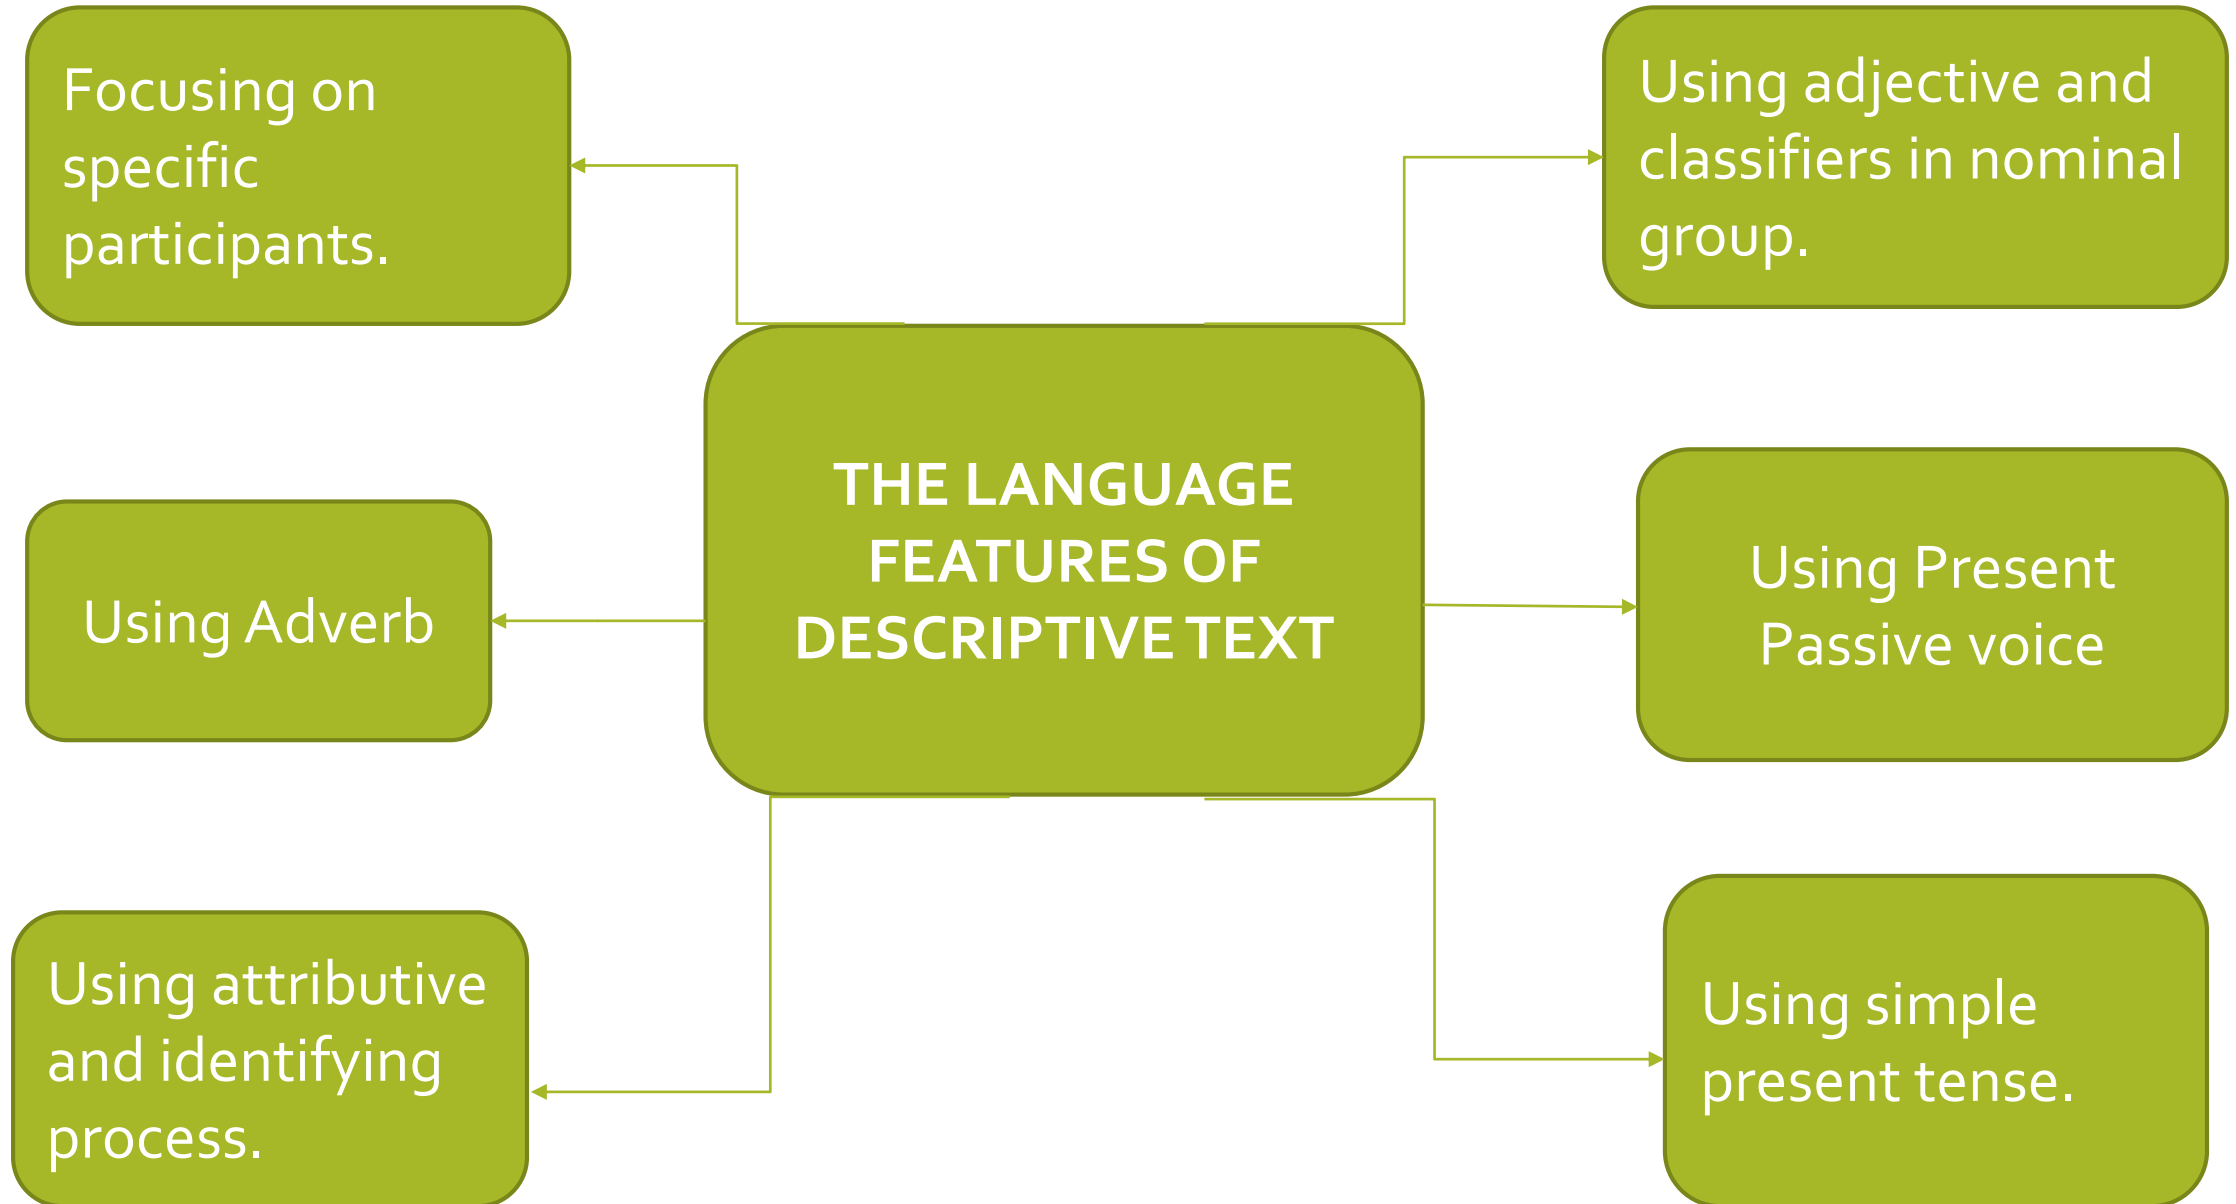 Focusing on
specific
participants.
Using adjective and
classifiers in nominal
group.
THE LANGUAGE
FEATURES OF
DESCRIPTIVE TEXT
Using Adverb
Using Present
Passive voice
Using attributive
and identifying
process.
Using simple
present tense.